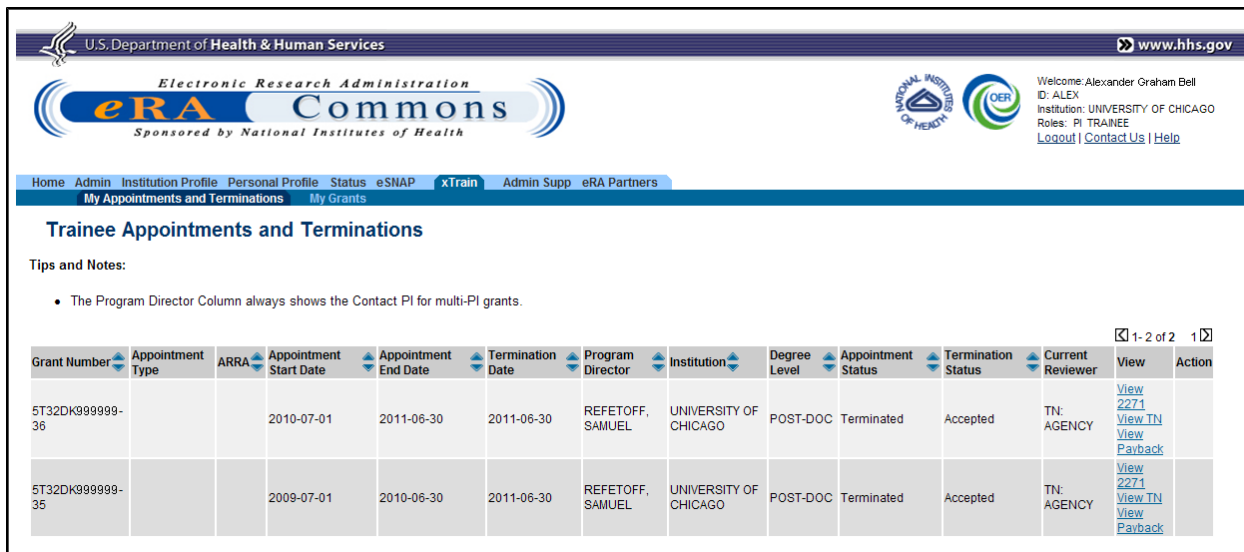 U.S. Department of Health & Human Services
www.hhs.gov
Electronic Research Administration
eRA Commons
Sponsored by National Institutes of Health
NATIONAL INSTITUTES OF HEALTH
OER
Welcome: Alexander Graham Bell
ID: ALEX
Institution: UNIVERSITY OF CHICAGO
Roles: PI TRAINEE
Logout | Contact Us | Help
Home Admin Institution Profile Personal Profile Status eSNAP xTrain Admin Supp eRA Partners
My Appointments and Terminations My Grants
Trainee Appointments and Terminations
Tips and Notes:
• The Program Director Column always shows the Contact PI for multi-PI grants.
1- 2 of 2 1
Grant Number Appointment Type ARRA Appointment Start Date Appointment End Date Termination Date Program Director Institution Degree Level Appointment Status Termination Status Current Reviewer View Action
5T32DK999999-36 2010-07-01 2011-06-30 2011-06-30 REFETOFF, SAMUEL UNIVERSITY OF CHICAGO POST-DOC Terminated Accepted TN: AGENCY View 2271 View TN View Payback
5T32DK999999-35 2009-07-01 2010-06-30 2011-06-30 REFETOFF, SAMUEL UNIVERSITY OF CHICAGO POST-DOC Terminated Accepted TN: AGENCY View 2271 View TN View Payback